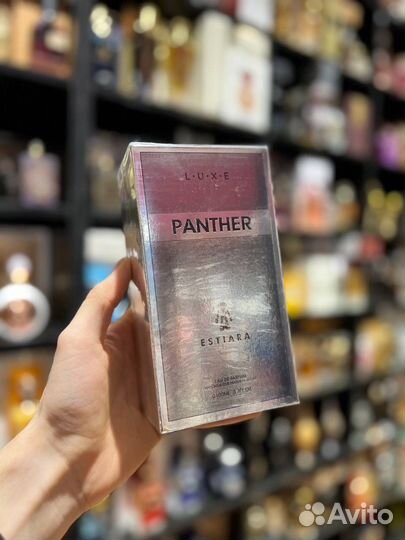 L·U·X·E
PANTHER
ESTIARA
EAU DE PARFUM
Avito